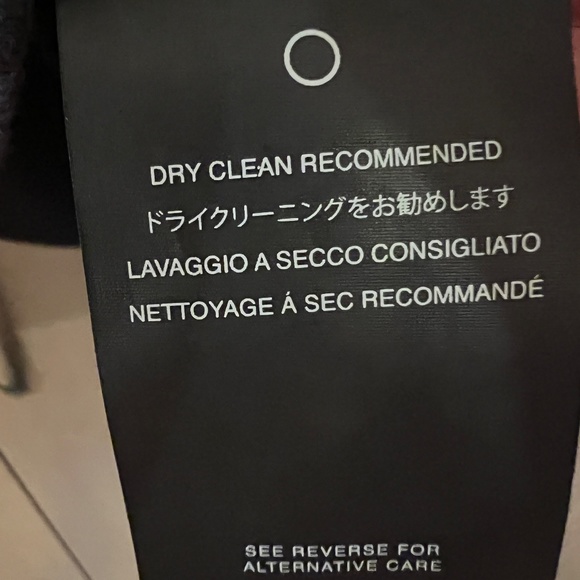 DRY CLEAN RECOMMENDED
ドライクリーニングをお勧めします
LAVAGGIO A SECCO CONSIGLIATO
NETTOYAGE Á SEC RECOMMANDÉ
SEE REVERSE FOR
ALTERNATIVE CARE